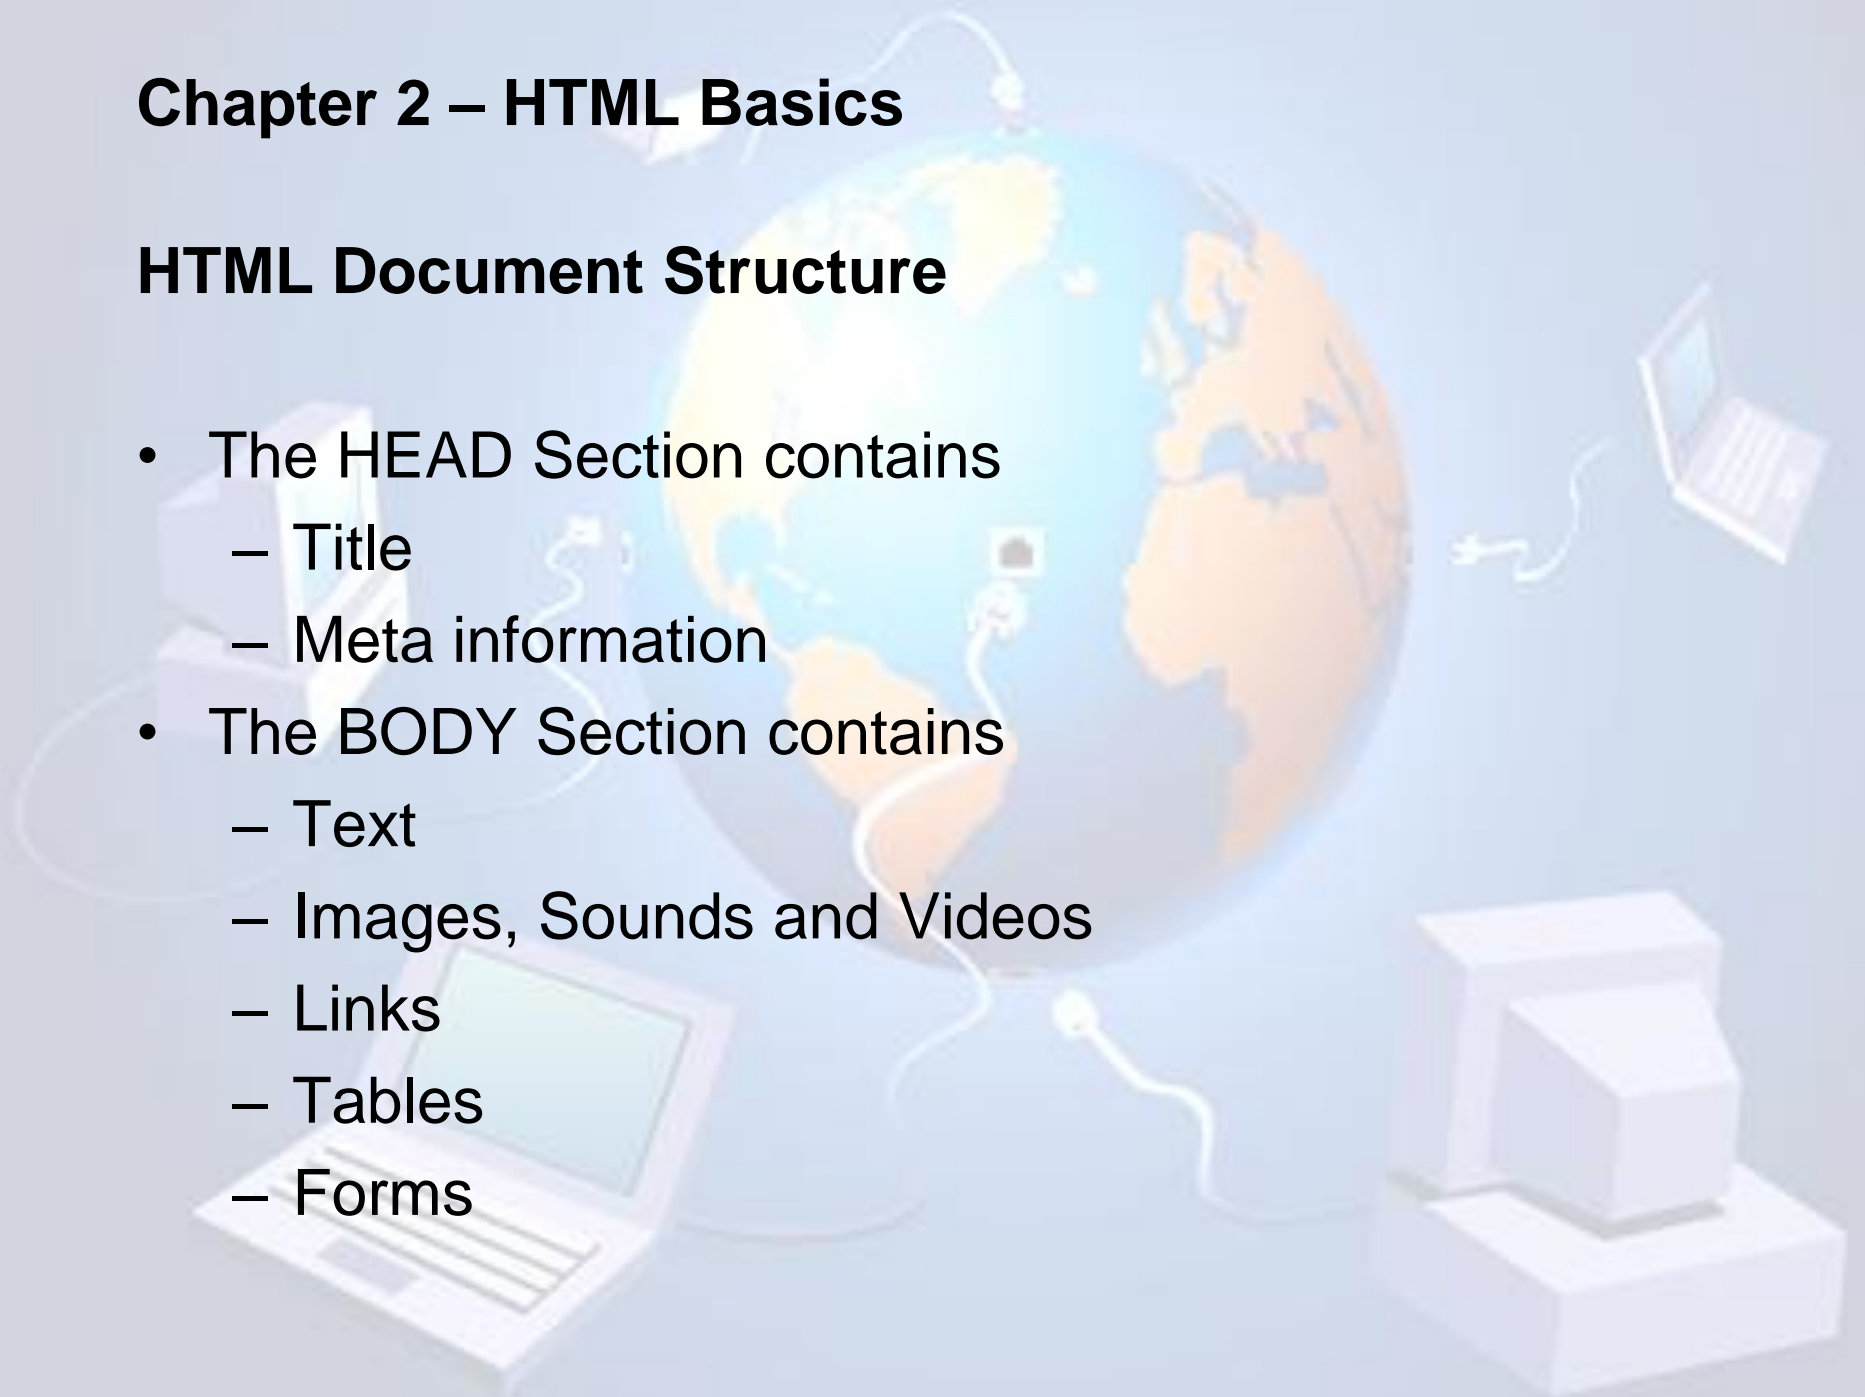 Chapter 2 – HTML Basics
HTML Document Structure
• The HEAD Section contains
– Title
– Meta information
• The BODY Section contains
– Text
– Images, Sounds and Videos
– Links
– Tables
– Forms